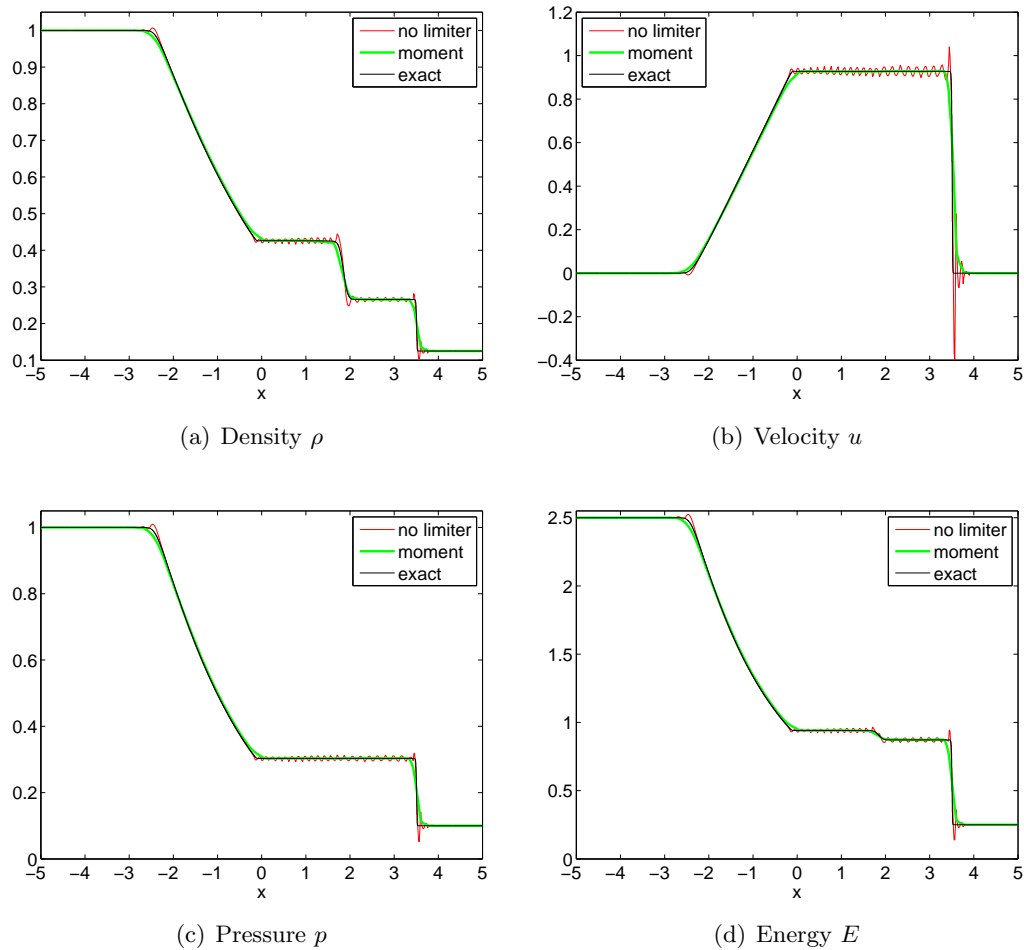 1
0.9
0.8
0.7
0.6
0.5
0.4
0.3
0.2
0.1
−5 −4 −3 −2 −1 0 1 2 3 4 5
x
no limiter
moment
exact
(a) Density ρ
1.2
1
0.8
0.6
0.4
0.2
0
−0.2
−0.4
−5 −4 −3 −2 −1 0 1 2 3 4 5
x
no limiter
moment
exact
(b) Velocity u
1
0.8
0.6
0.4
0.2
0
−5 −4 −3 −2 −1 0 1 2 3 4 5
x
no limiter
moment
exact
(c) Pressure p
2.5
2
1.5
1
0.5
0
−5 −4 −3 −2 −1 0 1 2 3 4 5
x
no limiter
moment
exact
(d) Energy E